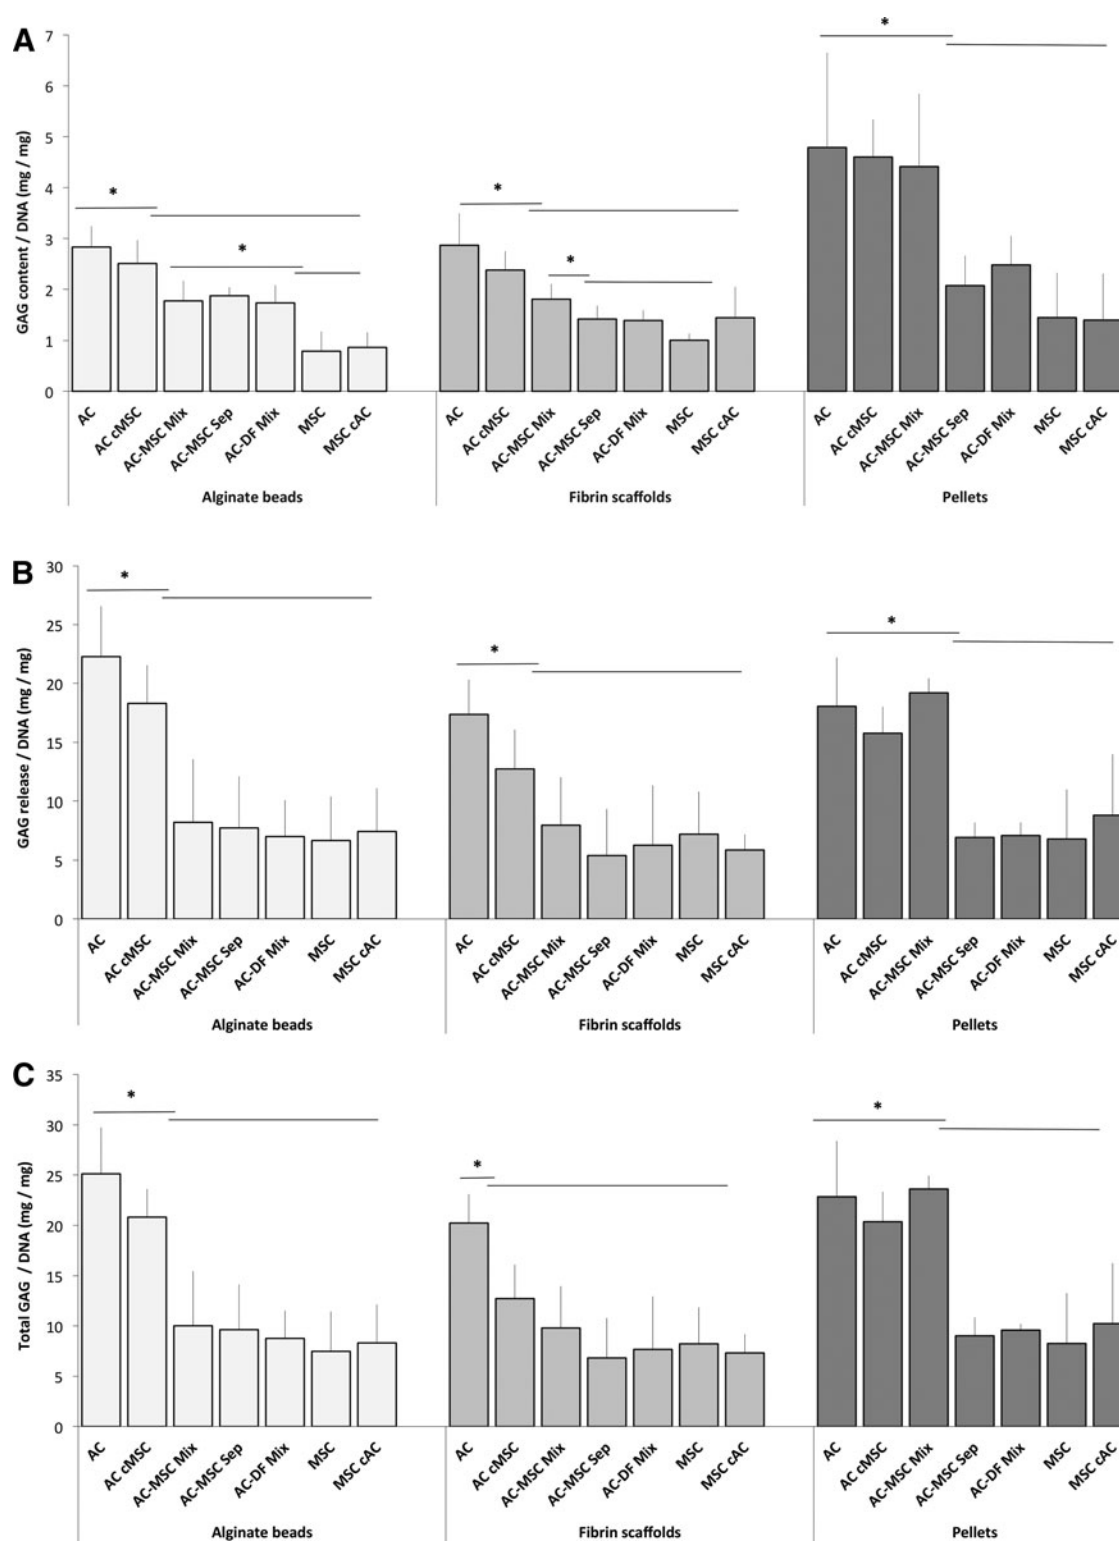 A
GAG content / DNA (mg / mg)
7
6
5
4
3
2
1
0
*
*
*
*
*
AC
AC cMSC
AC-MSC Mix
AC-MSC Sep
AC-DF Mix
MSC
MSC cAC
AC
AC cMSC
AC-MSC Mix
AC-MSC Sep
AC-DF Mix
MSC
MSC cAC
AC
AC cMSC
AC-MSC Mix
AC-MSC Sep
AC-DF Mix
MSC
MSC cAC
Alginate beads
Fibrin scaffolds
Pellets
B
GAG release / DNA (mg / mg)
30
25
20
15
10
5
0
*
*
*
AC
AC cMSC
AC-MSC Mix
AC-MSC Sep
AC-DF Mix
MSC
MSC cAC
AC
AC cMSC
AC-MSC Mix
AC-MSC Sep
AC-DF Mix
MSC
MSC cAC
AC
AC cMSC
AC-MSC Mix
AC-MSC Sep
AC-DF Mix
MSC
MSC cAC
Alginate beads
Fibrin scaffolds
Pellets
C
Total GAG / DNA (mg / mg)
35
30
25
20
15
10
5
0
*
*
*
AC
AC cMSC
AC-MSC Mix
AC-MSC Sep
AC-DF Mix
MSC
MSC cAC
AC
AC cMSC
AC-MSC Mix
AC-MSC Sep
AC-DF Mix
MSC
MSC cAC
AC
AC cMSC
AC-MSC Mix
AC-MSC Sep
AC-DF Mix
MSC
MSC cAC
Alginate beads
Fibrin scaffolds
Pellets